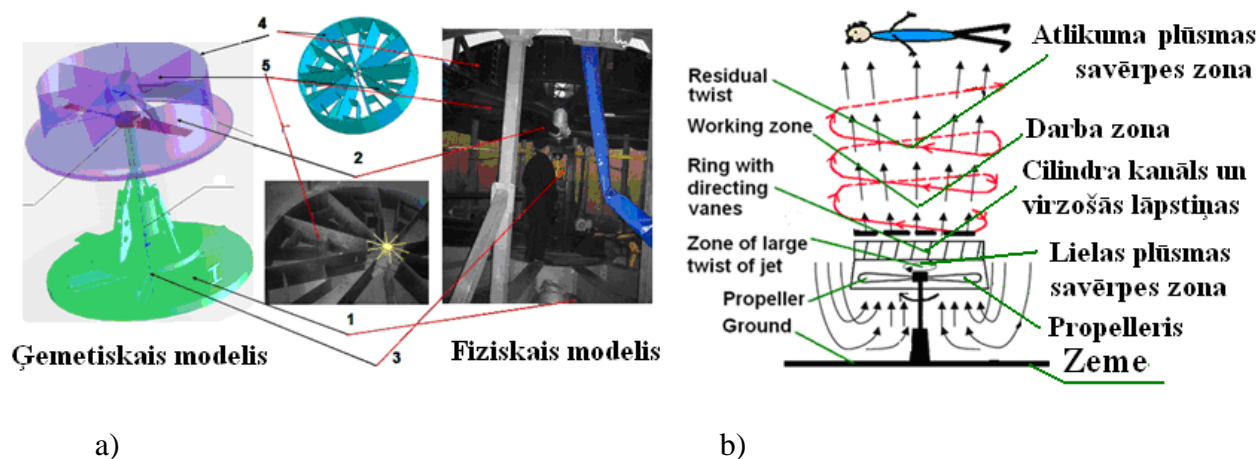 4
5
2
1
3
Ģemetiskais modelis
Fiziskais modelis
a)
Residual
twist
Working zone
Ring with
directing
vanes
Zone of large
twist of jet
Propeller
Ground
Atlikuma plūsmas
savērpes zona
Darba zona
Cilindra kanāls un
virzošās lāpstiņas
Lielas plūsmas
savērpes zona
Propelleris
Zeme
b)